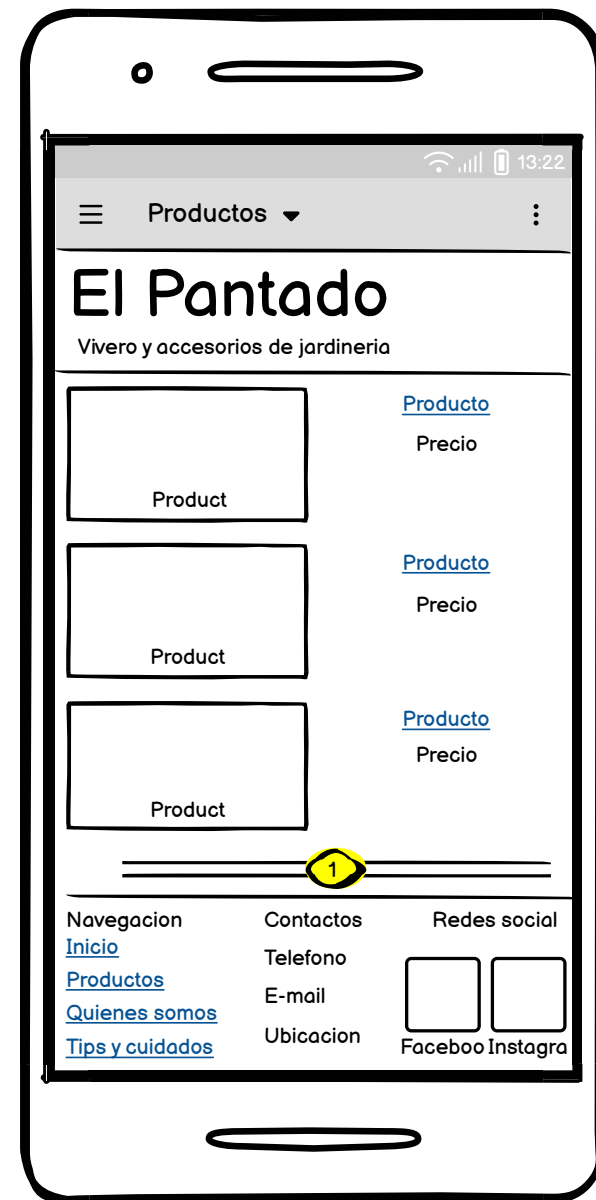 13:22
Productos
El Pantado
Vivero y accesorios de jardineria
Product
Producto
Precio
Product
Producto
Precio
Product
Producto
Precio
1
Navegacion
Inicio
Productos
Quienes somos
Tips y cuidados
Contactos
Telefono
E-mail
Ubicacion
Redes social
Faceboo
Instagra